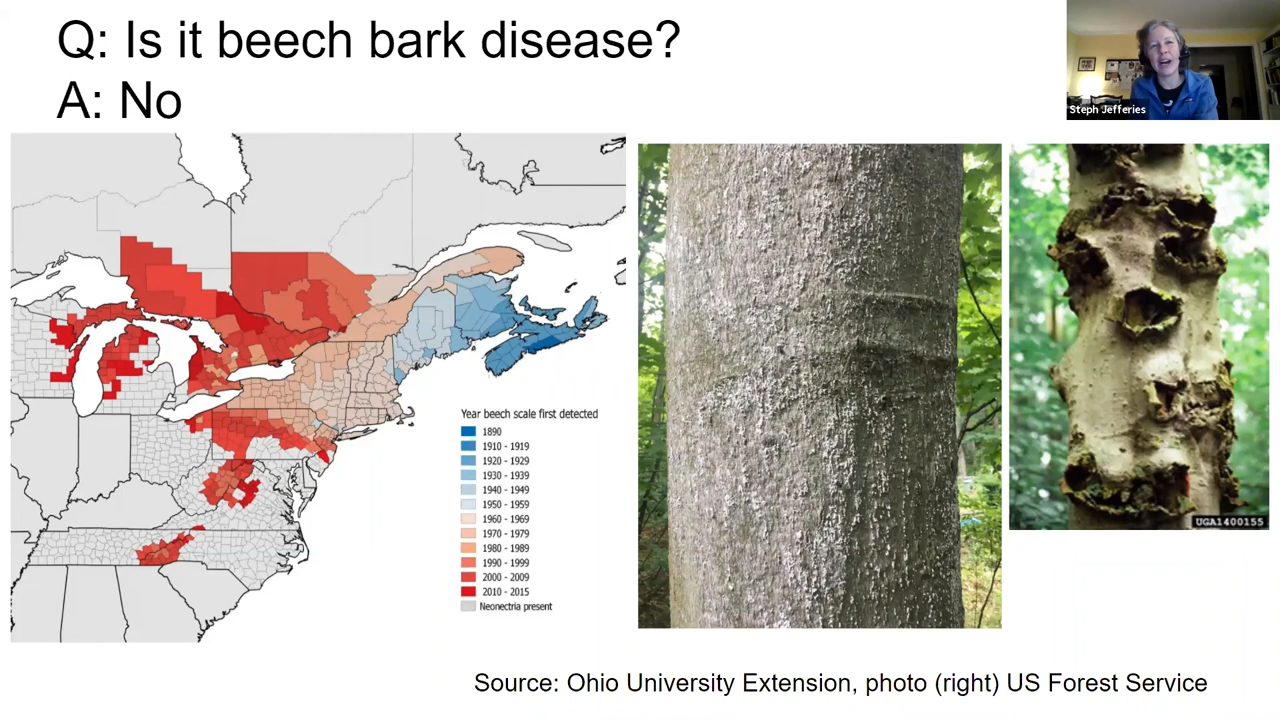 Q: Is it beech bark disease?
A: No
Steph Jefferies
Year beech scale first detected
1890
1910 - 1919
1920 - 1929
1930 - 1939
1940 - 1949
1950 - 1959
1960 - 1969
1970 - 1979
1980 - 1989
1990 - 1999
2000 - 2009
2010 - 2015
Neonectria present
UGA1400155
Source: Ohio University Extension, photo (right) US Forest Service